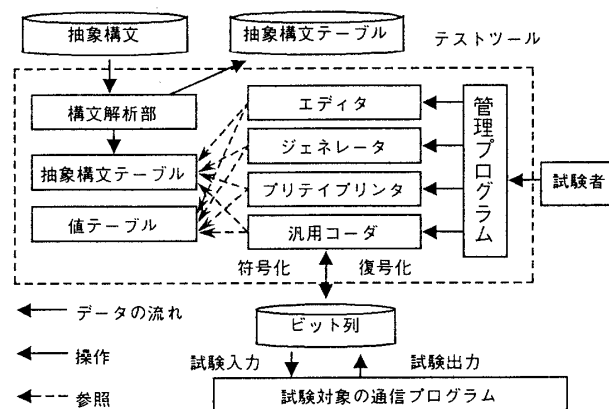 抽象構文
抽象構文テーブル
テストツール
構文解析部
抽象構文テーブル
値テーブル
エディタ
ジェネレータ
プリティプリンタ
汎用コーダ
管理プログラム
試験者
符号化
復号化
データの流れ
操作
参照
ビット列
試験入力
試験出力
試験対象の通信プログラム